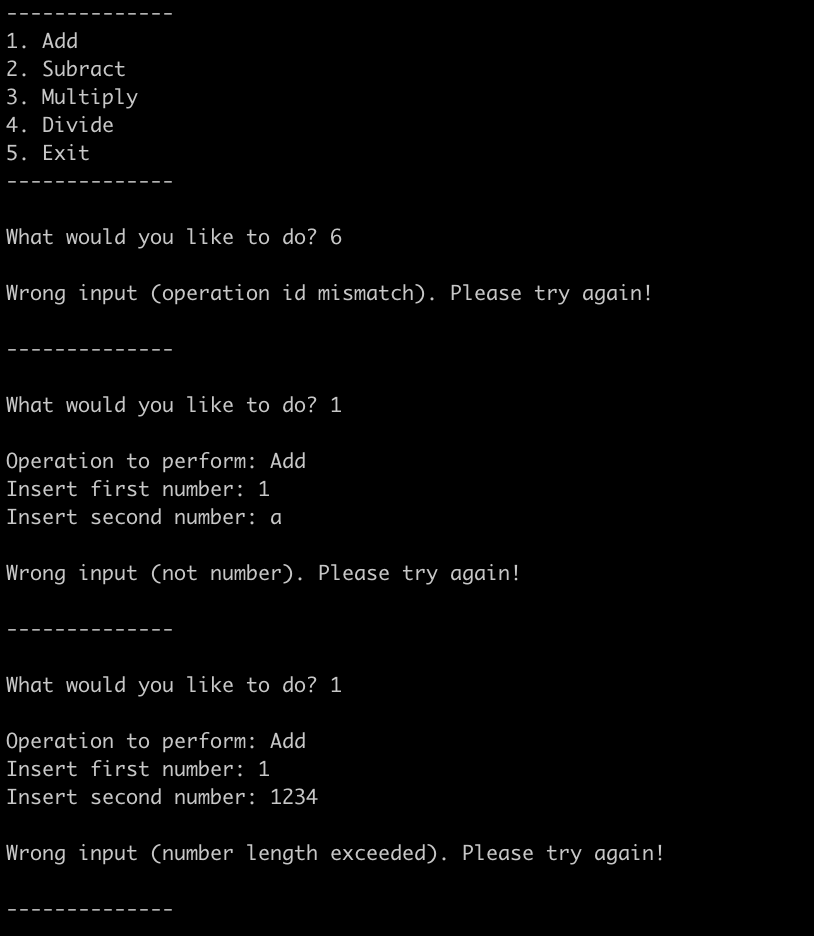 --------------
1. Add
2. Subract
3. Multiply
4. Divide
5. Exit
--------------
What would you like to do? 6
Wrong input (operation id mismatch). Please try again!
--------------
What would you like to do? 1
Operation to perform: Add
Insert first number: 1
Insert second number: a
Wrong input (not number). Please try again!
--------------
What would you like to do? 1
Operation to perform: Add
Insert first number: 1
Insert second number: 1234
Wrong input (number length exceeded). Please try again!
--------------